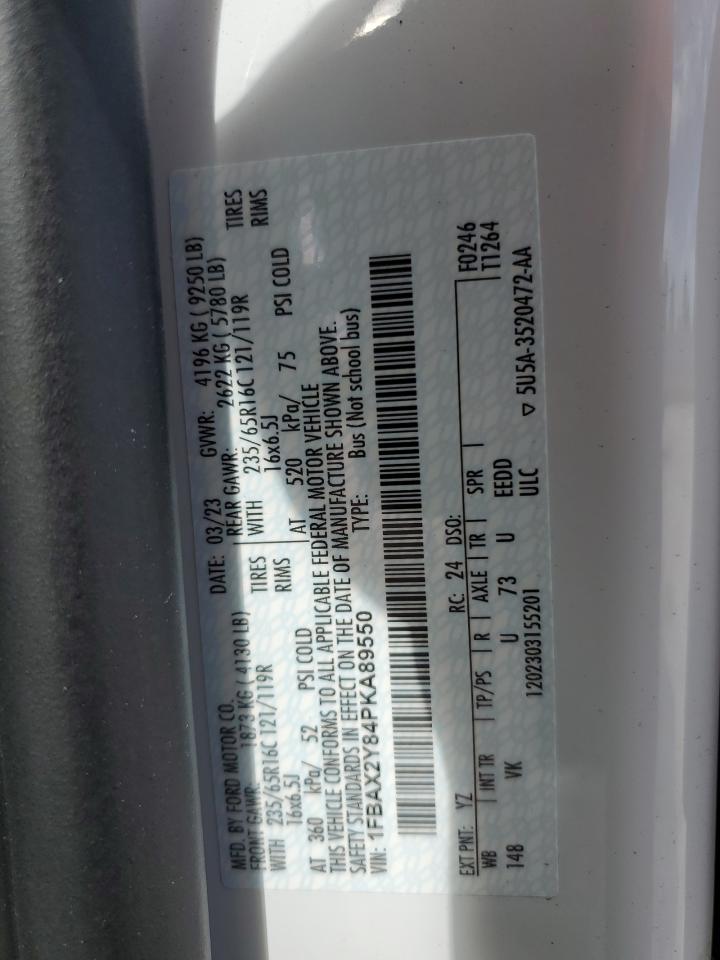 MFD. BY FORD MOTOR CO. DATE: 03/23 GVWR: 4196 KG ( 9250 LB)
FRONT GAWR: 1873 KG ( 4130 LB) REAR GAWR: 2622 KG ( 5780 LB)
WITH 235/65R16C 121/119R TIRES WITH 235/65R16C 121/119R TIRES
16x6.5J RIMS 16x6.5J RIMS
AT 360 kPa/ 52 PSI COLD AT 520 kPa/ 75 PSI COLD
THIS VEHICLE CONFORMS TO ALL APPLICABLE FEDERAL MOTOR VEHICLE
SAFETY STANDARDS IN EFFECT ON THE DATE OF MANUFACTURE SHOWN ABOVE.
VIN: 1FBAX2Y84PKA89550 TYPE: Bus (Not school bus)
EXT PNT: YZ RC: 24 DSO: F0246
WB INT TR TP/PS R AXLE TR SPR T1264
148 VK U 73 U EEDD
1202303155201 ULC ▽ 5U5A-3520472-AA